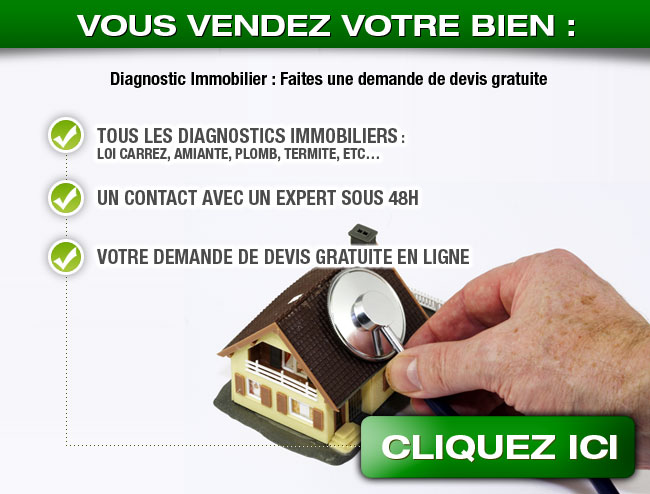 VOUS VENDEZ VOTRE BIEN :
Diagnostic Immobilier : Faites une demande de devis gratuite
TOUS LES DIAGNOSTICS IMMOBILIERS :
LOI CARREZ, AMIANTE, PLOMB, TERMITE, ETC...
UN CONTACT AVEC UN EXPERT SOUS 48H
VOTRE DEMANDE DE DEVIS GRATUITE EN LIGNE
CLIQUEZ ICI